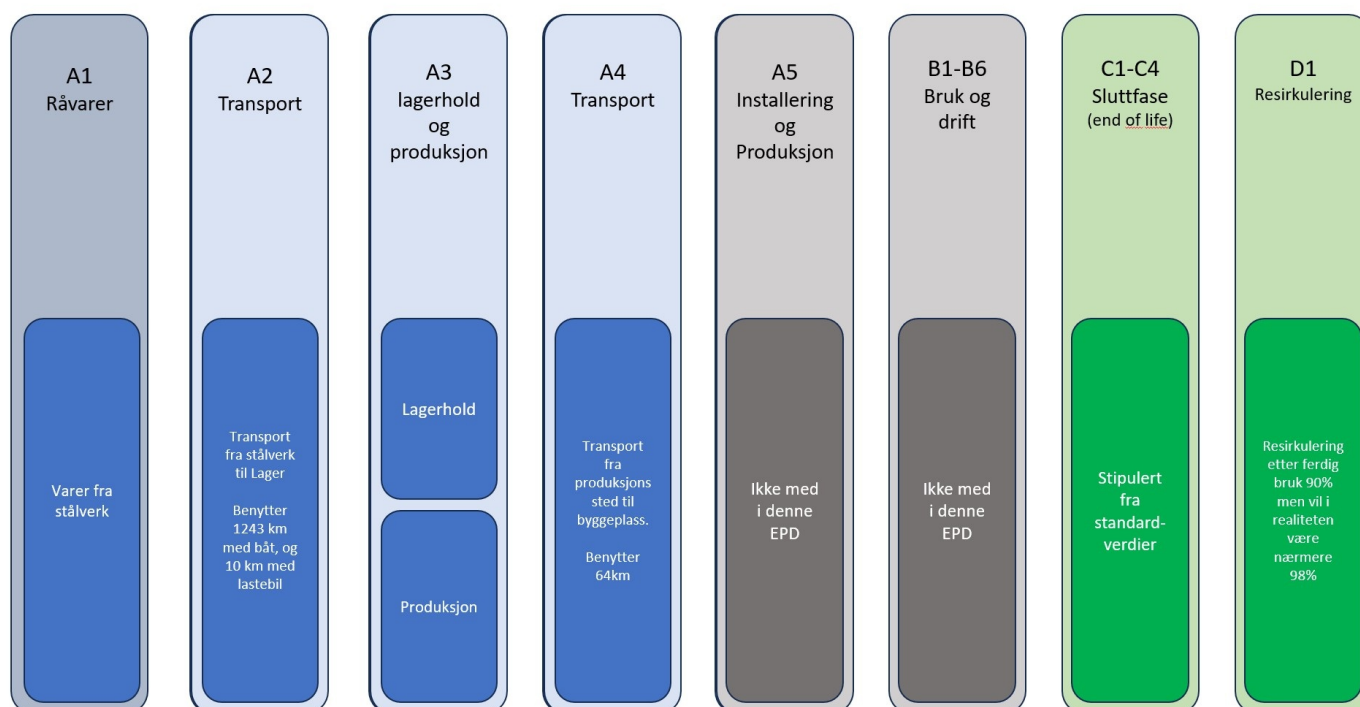 A1
Råvarer
Varer fra
stålverk
A2
Transport
Transport
fra stålverk
til Lager
Benytter
1243 km
med båt, og
10 km med
lastebil
A3
lagerhold
og
produksjon
Lagerhold
Produksjon
A4
Transport
Transport
fra
produksjons
sted til
byggeplass.
Benytter
64km
A5
Installering
og
Produksjon
Ikke med
i denne
EPD
B1-B6
Bruk og
drift
Ikke med
i denne
EPD
C1-C4
Sluttfase
(end of life)
Stipulert
fra
standard-
verdier
D1
Resirkulering
Resirkulering
etter ferdig
bruk 90%
men vil i
realiteten
være
nærmere
98%